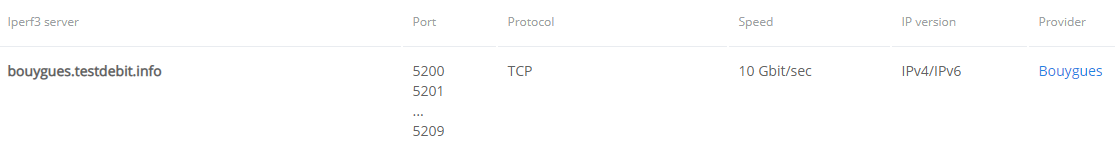 Iperf3 server Port Protocol Speed IP version Provider
bouygues.testdebit.info 5200 TCP 10 Gbit/sec IPv4/IPv6 Bouygues
5201
...
5209